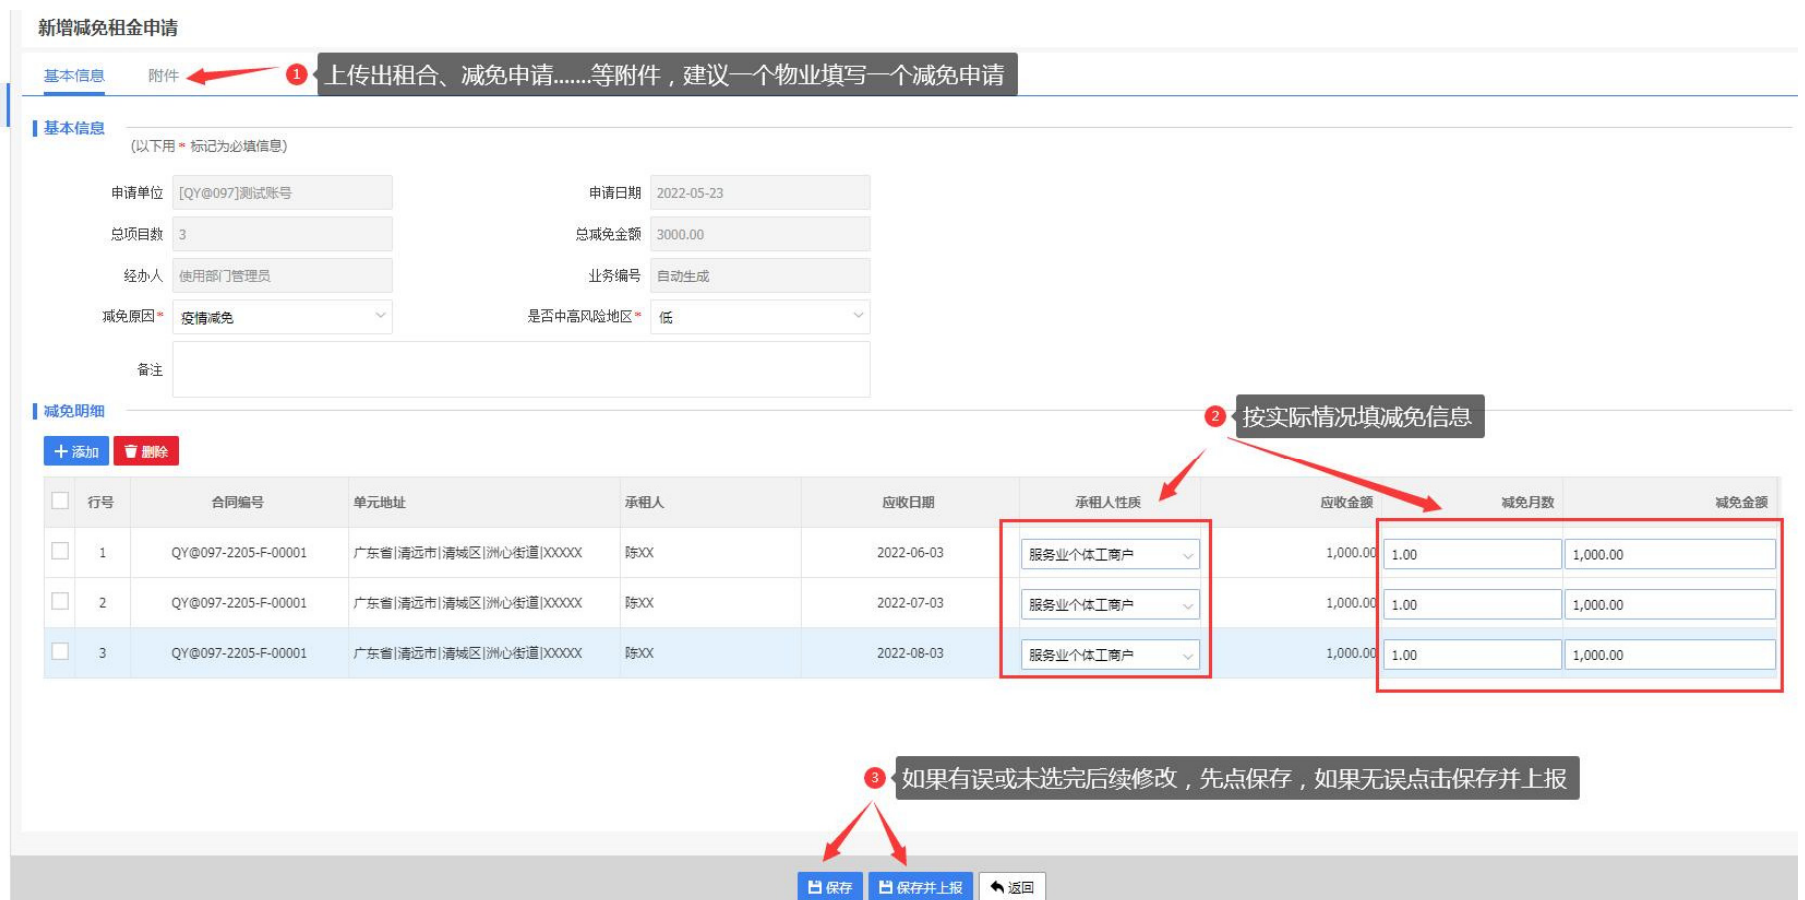 新增减免租金申请
基本信息 附件 1 上传出租合、减免申请.......等附件，建议一个物业填写一个减免申请
基本信息
(以下用 * 标记为必填信息)
申请单位 [QY@097]测试账号 申请日期 2022-05-23
总项目数 3 总减免金额 3000.00
经办人 使用部门管理员 业务编号 自动生成
减免原因* 疫情减免 是否中高风险地区* 低
备注
减免明细
2 按实际情况填减免信息
添加 删除
行号 合同编号 单元地址 承租人 应收日期 承租人性质 应收金额 减免月数 减免金额
1 QY@097-2205-F-00001 广东省|清远市|清城区|洲心街道|XXXXX 陈XX 2022-06-03 服务业个体工商户 1,000.00 1.00 1,000.00
2 QY@097-2205-F-00001 广东省|清远市|清城区|洲心街道|XXXXX 陈XX 2022-07-03 服务业个体工商户 1,000.00 1.00 1,000.00
3 QY@097-2205-F-00001 广东省|清远市|清城区|洲心街道|XXXXX 陈XX 2022-08-03 服务业个体工商户 1,000.00 1.00 1,000.00
3 如果有误或未选完后续修改，先点保存，如果无误点击保存并上报
保存 保存并上报 返回